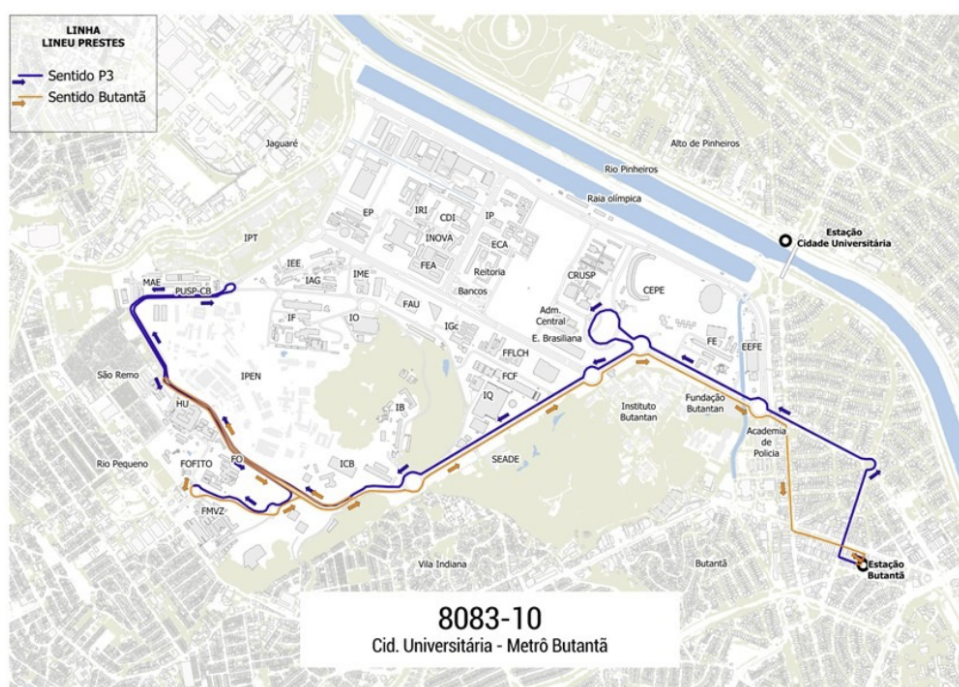 LINHA
LINEU PRESTES
Sentido P3
Sentido Butantã
Jaguaré
Alto de Pinheiros
Rio Pinheiros
Raia olímpica
Estação
Cidade Universitária
EP
IRI
CDI
IP
INOVA
ECA
IPT
FEA
Reitoria
IEE
IAG
IME
Bancos
CRUSP
CEPE
MAE
PUSP-CB
FAU
Adm.
Central
IF
IO
IGc
E. Brasiliana
FE
EEFE
FFLCH
FCF
São Remo
IPEN
IQ
HU
IB
Instituto
Butantan
Fundação
Butantan
Academia
de
Policia
Rio Pequeno
FOFITO
FO
ICB
SEADE
FMVZ
Vila Indiana
Butantã
Estação
Butantã
8083-10
Cid. Universitária - Metrô Butantã